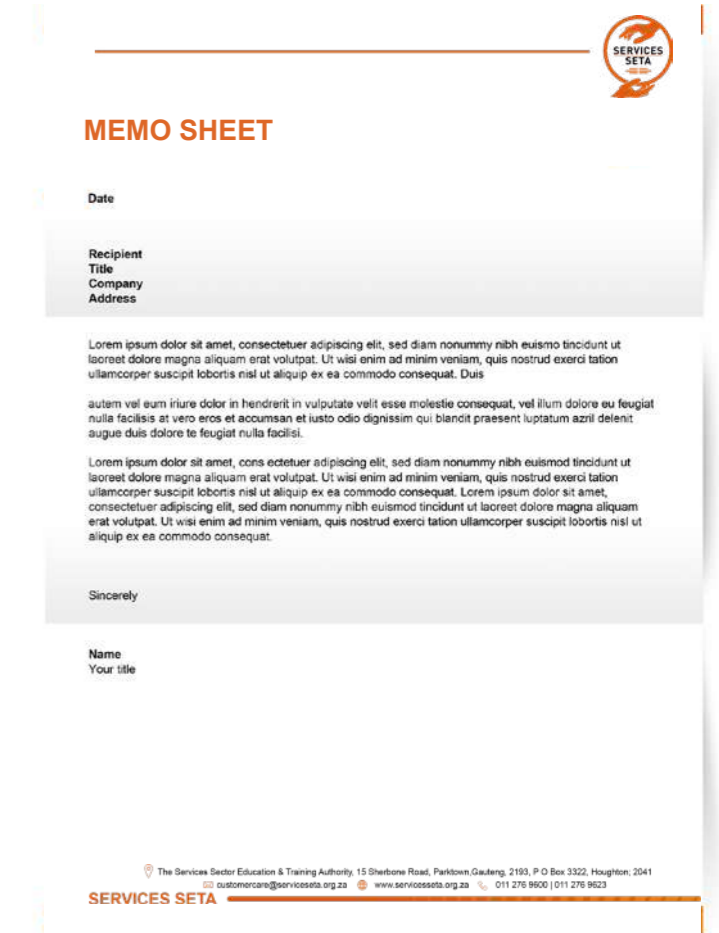 SERVICES
SETA
MEMO SHEET
Date
Recipient
Title
Company
Address
Lorem ipsum dolor sit amet, consectetuer adipiscing elit, sed diam nonummy nibh euismo tincidunt ut
laoreet dolore magna aliquam erat volutpat. Ut wisi enim ad minim veniam, quis nostrud exerci tation
ullamcorper suscipit lobortis nisl ut aliquip ex ea commodo consequat. Duis
autem vel eum iriure dolor in hendrerit in vulputate velit esse molestie consequat, vel illum dolore eu feugiat
nulla facilisis at vero eros et accumsan et iusto odio dignissim qui blandit praesent luptatum azril delenit
augue duis dolore te feugiat nulla facilisi.
Lorem ipsum dolor sit amet, cons ectetuer adipiscing elit, sed diam nonummy nibh euismod tincidunt ut
laoreet dolore magna aliquam erat volutpat. Ut wisi enim ad minim veniam, quis nostrud exerci tation
ullamcorper suscipit lobortis nisl ut aliquip ex ea commodo consequat. Lorem ipsum dolor sit amet,
consectetuer adipiscing elit, sed diam nonummy nibh euismod tincidunt ut laoreet dolore magna aliquam
erat volutpat. Ut wisi enim ad minim veniam, quis nostrud exerci tation ullamcorper suscipit lobortis nisl ut
aliquip ex ea commodo consequat.
Sincerely
Name
Your title
The Services Sector Education & Training Authority, 15 Sherbone Road, Parktown,Gauteng, 2193, P O Box 3322, Houghton, 2041
customercare@serviceseta.org.za www.servicesseta.org.za 011 276 9600 | 011 276 9623
SERVICES SETA